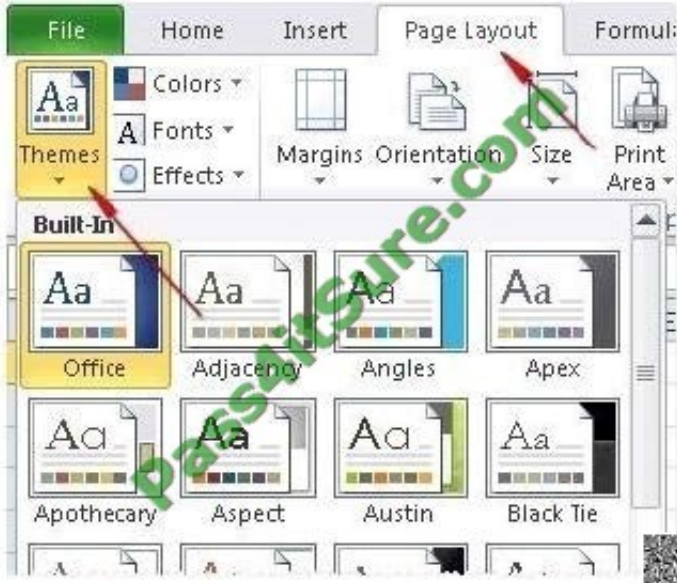 File Home Insert Page Layout Formul
Aa Colors
A Fonts
Themes Effects
Margins Orientation Size Print Area
Built-In
Aa Aa Aa Aa
Office Adjacency Angles Apex
Aa Aa Aa Aa
Apothecary Aspect Austin Black Tie
Pass4itSure.com